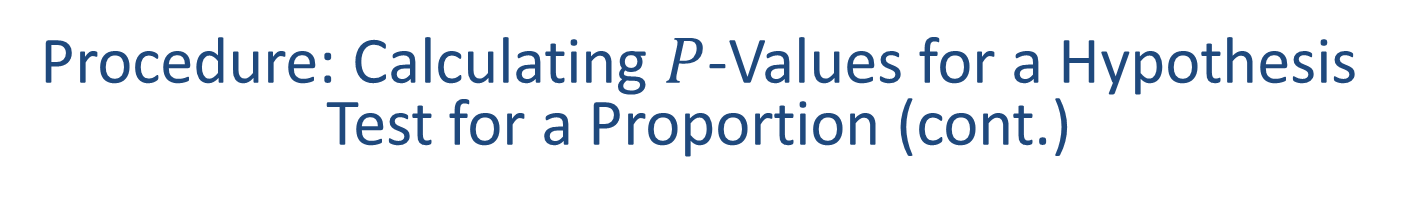 Procedure: Calculating P-Values for a Hypothesis
Test for a Proportion (cont.)